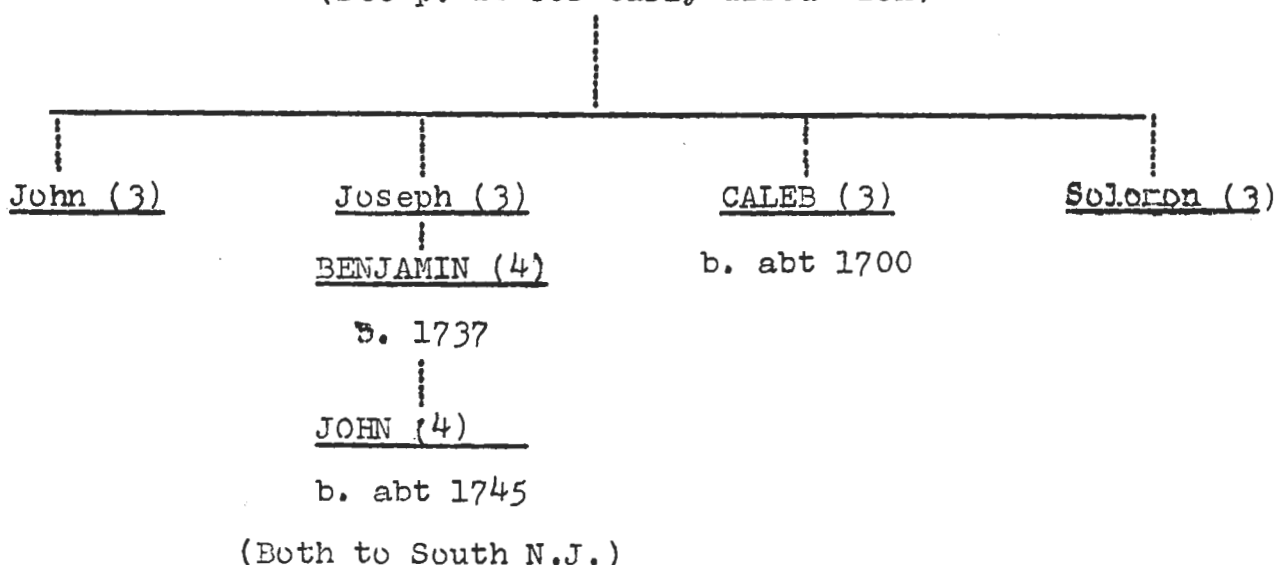 John (3) Joseph (3) CALEB (3) Soloron (3)
BENJAMIN (4) b. abt 1700
B. 1737
JOHN (4)
b. abt 1745
(Both to South N.J.)